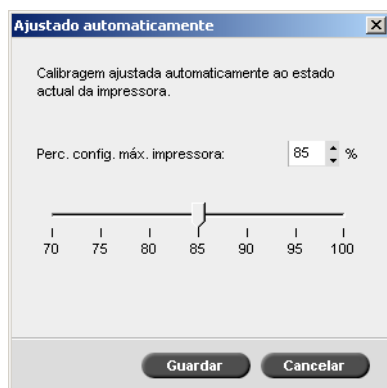 Ajustado automaticamente
Calibragem ajustada automaticamente ao estado
actual da impressora.
Perc. config. máx. impressora: 85 %
70 75 80 85 90 95 100
Guardar Cancelar